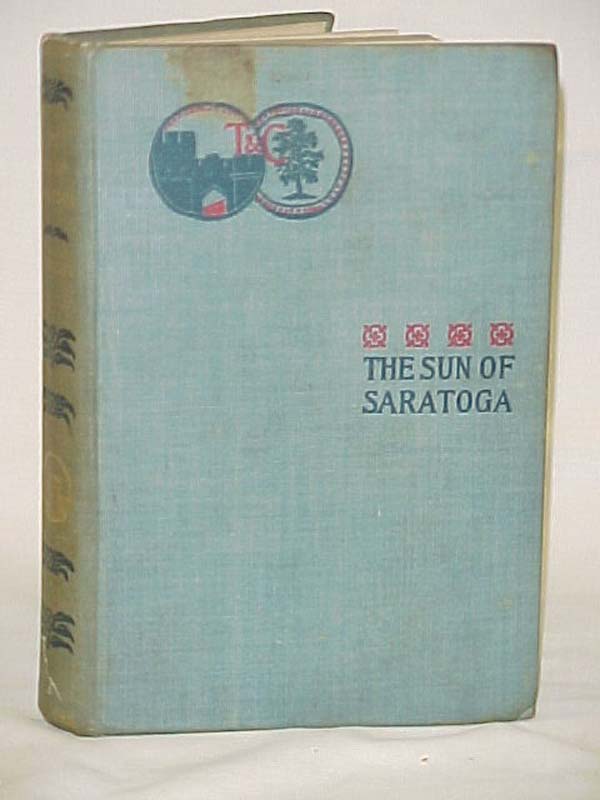 T&C
THE SUN OF
SARATOGA